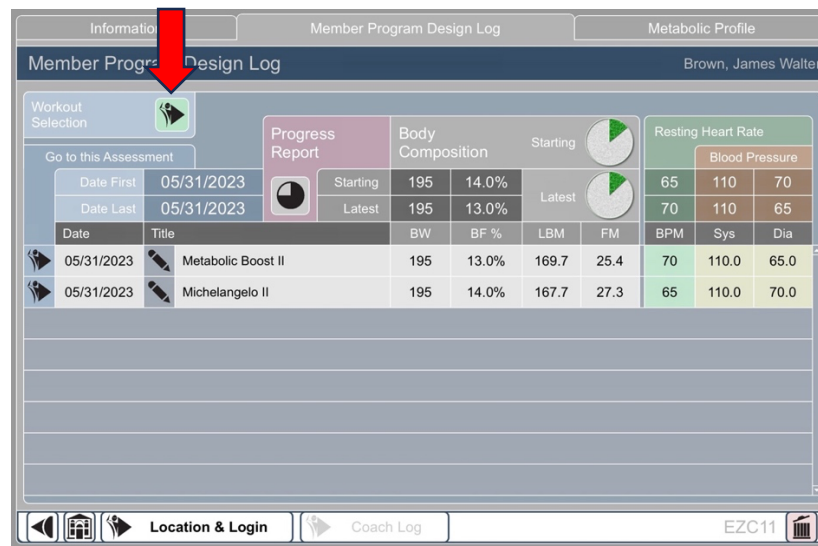 Information
Member Program Design Log
Metabolic Profile
Member Program Design Log
Brown, James Walter
Workout
Selection
Go to this Assessment
Progress
Report
Body
Composition
Starting
Latest
Resting Heart Rate
Blood Pressure
Date First 05/31/2023 Starting 195 14.0% 65 110 70
Date Last 05/31/2023 Latest 195 13.0% 70 110 65
Date Title BW BF % LBM FM BPM Sys Dia
05/31/2023 Metabolic Boost II 195 13.0% 169.7 25.4 70 110.0 65.0
05/31/2023 Michelangelo II 195 14.0% 167.7 27.3 65 110.0 70.0
Location & Login Coach Log EZC11